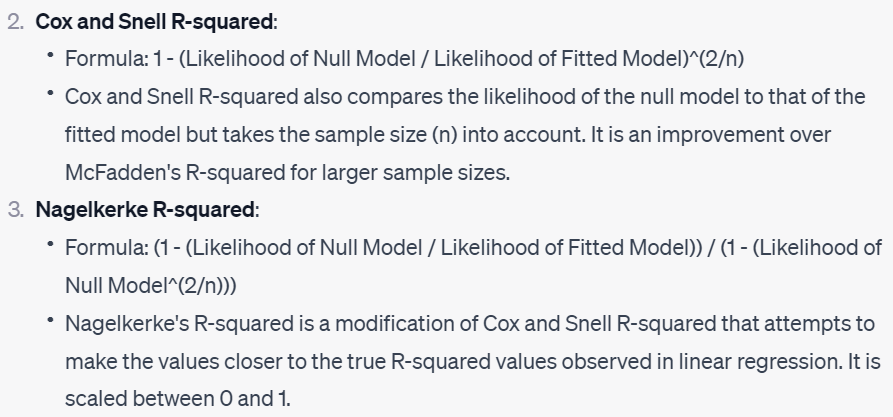 2. Cox and Snell R-squared:
• Formula: 1 - (Likelihood of Null Model / Likelihood of Fitted Model)^(2/n)
• Cox and Snell R-squared also compares the likelihood of the null model to that of the
fitted model but takes the sample size (n) into account. It is an improvement over
McFadden's R-squared for larger sample sizes.
3. Nagelkerke R-squared:
• Formula: (1 - (Likelihood of Null Model / Likelihood of Fitted Model)) / (1 - (Likelihood of
Null Model^(2/n)))
• Nagelkerke's R-squared is a modification of Cox and Snell R-squared that attempts to
make the values closer to the true R-squared values observed in linear regression. It is
scaled between 0 and 1.